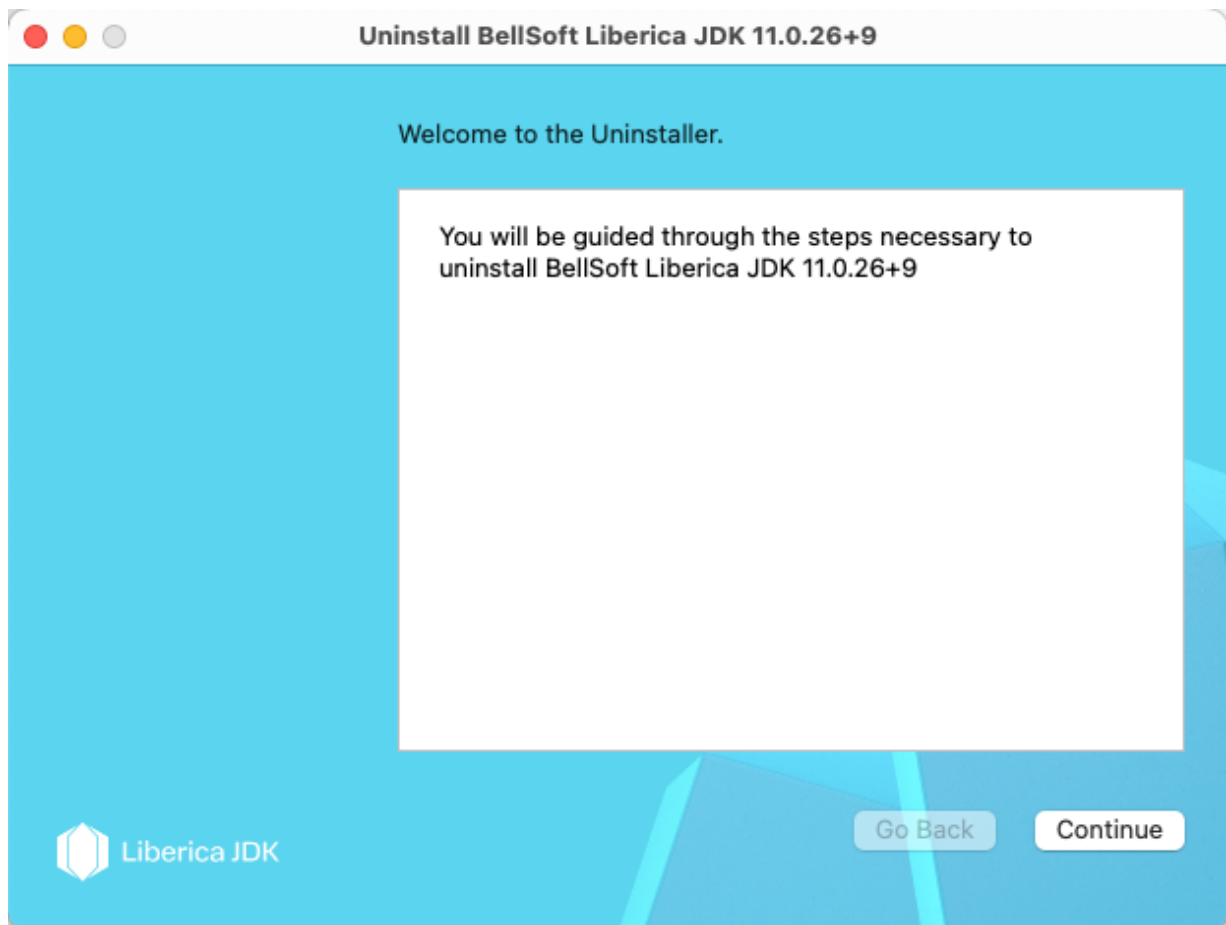 Uninstall BellSoft Liberica JDK 11.0.26+9
Welcome to the Uninstaller.
You will be guided through the steps necessary to
uninstall BellSoft Liberica JDK 11.0.26+9
Go Back
Continue
Liberica JDK